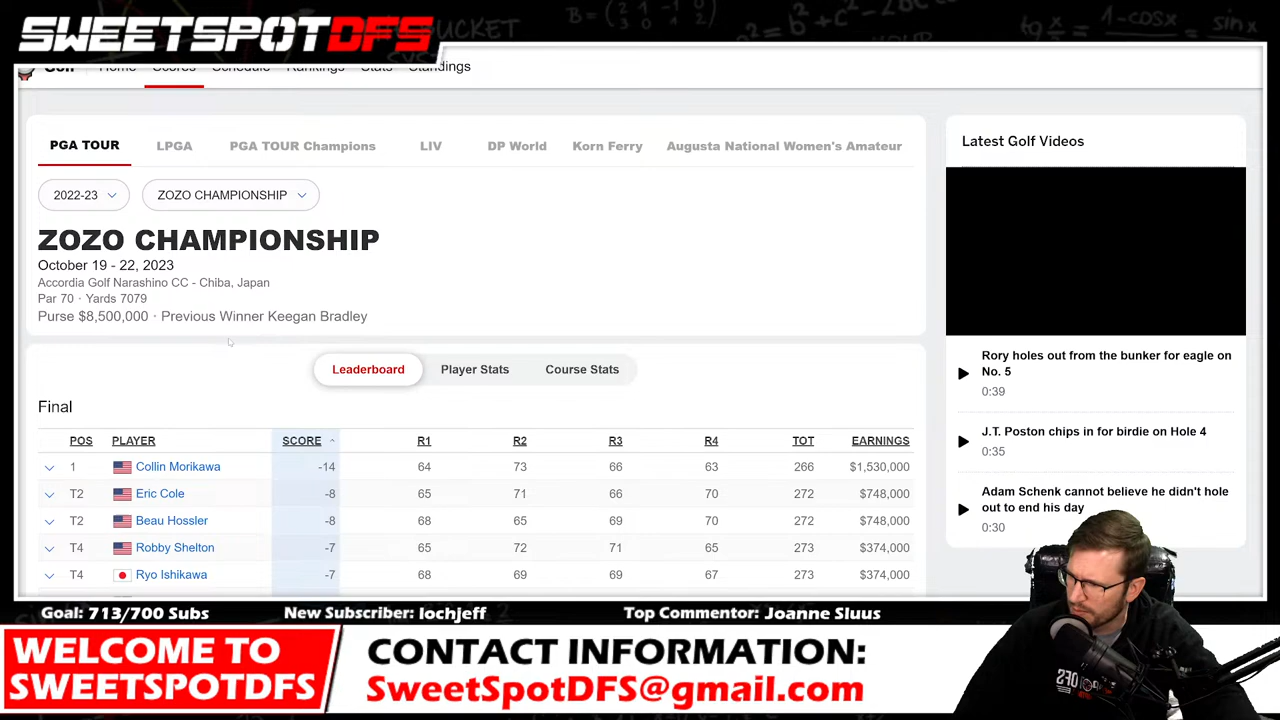 SWEETSPOTDFS
Golf Home Scores Schedule Rankings Stats Standings
PGA TOUR LPGA PGA TOUR Champions LIV DP World Korn Ferry Augusta National Women's Amateur
2022-23 ZOZO CHAMPIONSHIP
ZOZO CHAMPIONSHIP
October 19 - 22, 2023
Accordia Golf Narashino CC - Chiba, Japan
Par 70 · Yards 7079
Purse $8,500,000 · Previous Winner Keegan Bradley
Leaderboard Player Stats Course Stats
Final
POS PLAYER SCORE R1 R2 R3 R4 TOT EARNINGS
1 Collin Morikawa -14 64 73 66 63 266 $1,530,000
T2 Eric Cole -8 65 71 66 70 272 $748,000
T2 Beau Hossler -8 68 65 69 70 272 $748,000
T4 Robby Shelton -7 65 72 71 65 273 $374,000
T4 Ryo Ishikawa -7 68 69 69 67 273 $374,000
Latest Golf Videos
Rory holes out from the bunker for eagle on
No. 5
0:39
J.T. Poston chips in for birdie on Hole 4
0:35
Adam Schenk cannot believe he didn't hole
out to end his day
0:30
Goal: 713/700 Subs New Subscriber: lochjeff Top Commentor: Joanne Sluus
WELCOME TO
SWEETSPOTDFS
CONTACT INFORMATION:
SweetSpotDFS@gmail.com